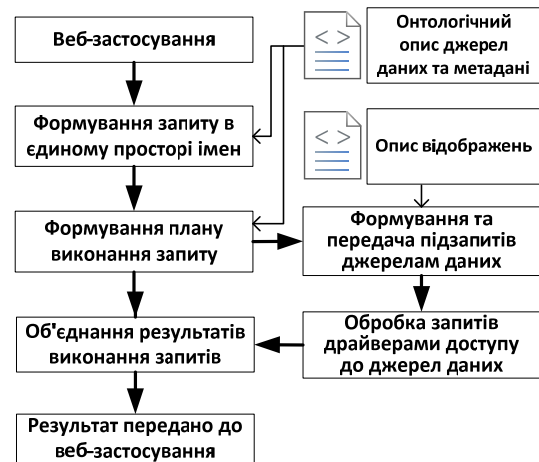 Веб-застосування
Онтологічний
опис джерел
даних та метадані
Формування запиту в
єдиному просторі імен
Опис відображень
Формування плану
виконання запиту
Формування та
передача підзапитів
джерелам даних
Об'єднання результатів
виконання запитів
Обробка запитів
драйверами доступу
до джерел даних
Результат передано до
веб-застосування